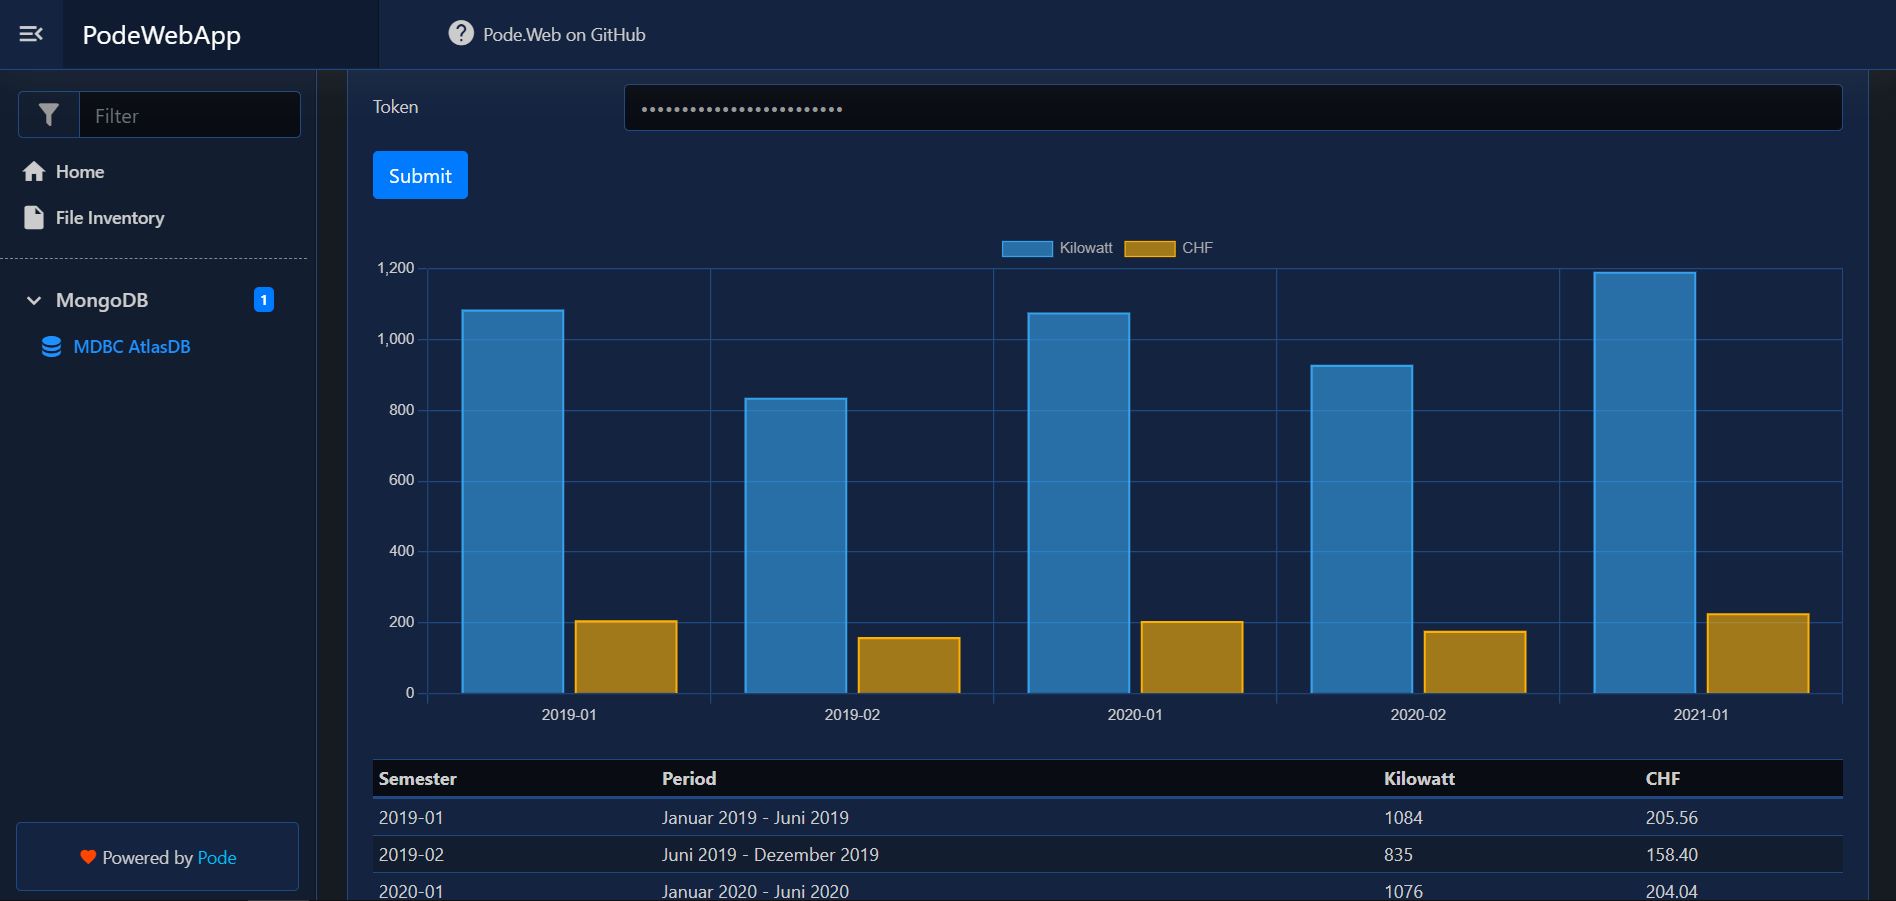 PodeWebApp
Pode.Web on GitHub
Filter
Home
File Inventory
MongoDB 1
MDBC AtlasDB
Powered by Pode
Token
Submit
Kilowatt CHF
1,200
1,000
800
600
400
200
0
2019-01 2019-02 2020-01 2020-02 2021-01
Semester Period Kilowatt CHF
2019-01 Januar 2019 - Juni 2019 1084 205.56
2019-02 Juni 2019 - Dezember 2019 835 158.40
2020-01 Januar 2020 - Juni 2020 1076 204.04